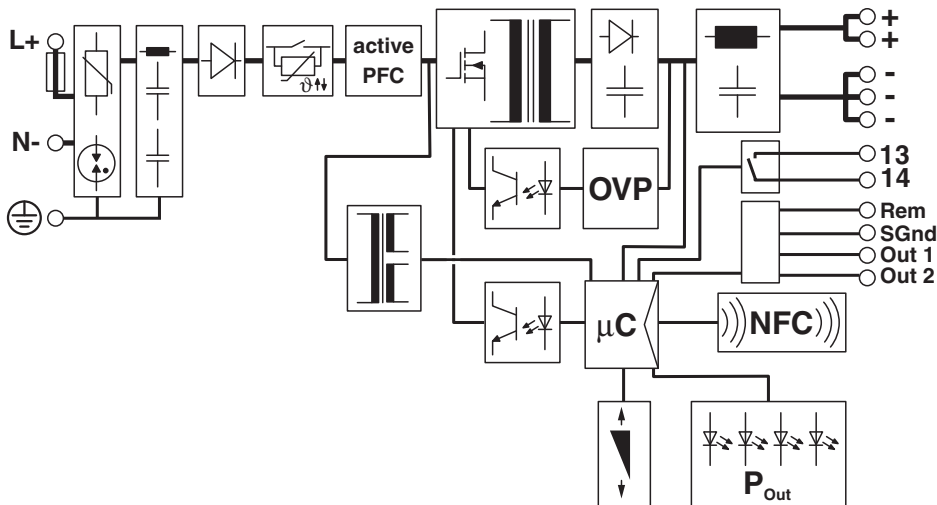 L+
N-
active
PFC
ϑ
+
+
-
-
-
OVP
13
14
Rem
SGnd
Out 1
Out 2
µC
NFC
P Out